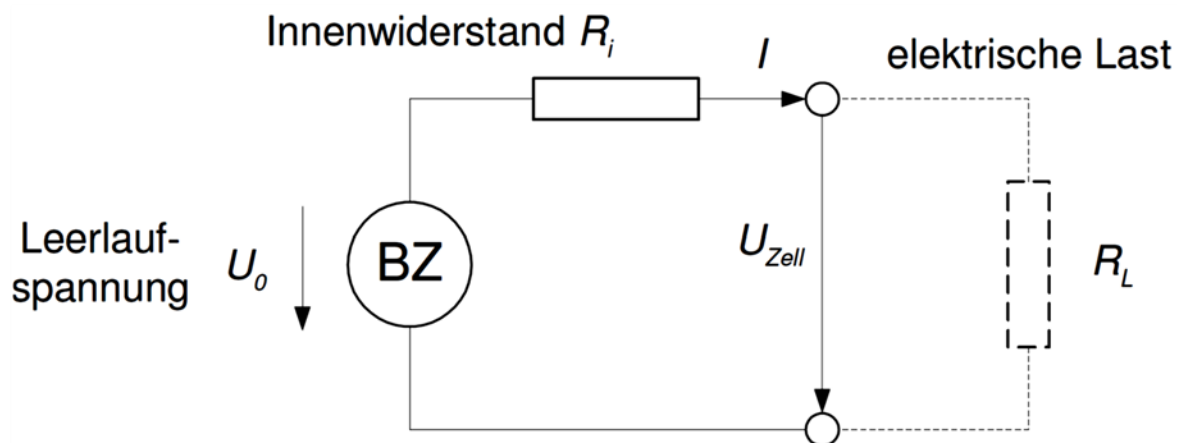 Innenwiderstand Ri
I
elektrische Last
Leerlauf-
spannung
U0
BZ
UZell
RL